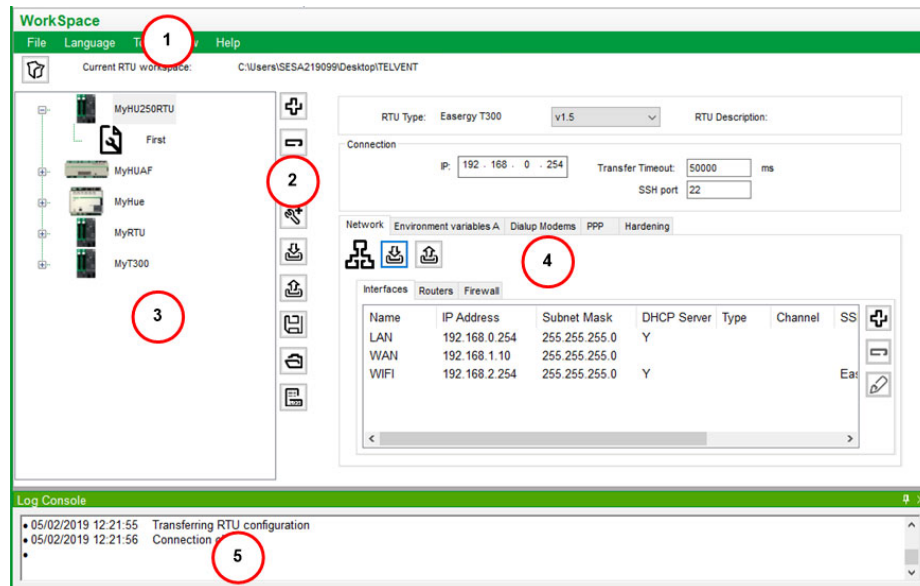 WorkSpace
File Language Help
1
Current RTU workspace: C:\Users\SESA219099\Desktop\TELVENT
MyHU250RTU
First
MyHUAF
MyHue
MyRTU
MyT300
3
2
RTU Type: Easergy T300 v1.5 RTU Description:
Connection
IP: 192 . 168 . 0 . 254 Transfer Timeout: 50000 ms
SSH port 22
Network Environment variables A Dialup Modems PPP Hardening
4
Interfaces Routers Firewall
Name IP Address Subnet Mask DHCP Server Type Channel SS
LAN 192.168.0.254 255.255.255.0 Y
WAN 192.168.1.10 255.255.255.0
WIFI 192.168.2.254 255.255.255.0 Y Eas
Log Console
05/02/2019 12:21:55 Transferring RTU configuration
05/02/2019 12:21:56 Connection
5